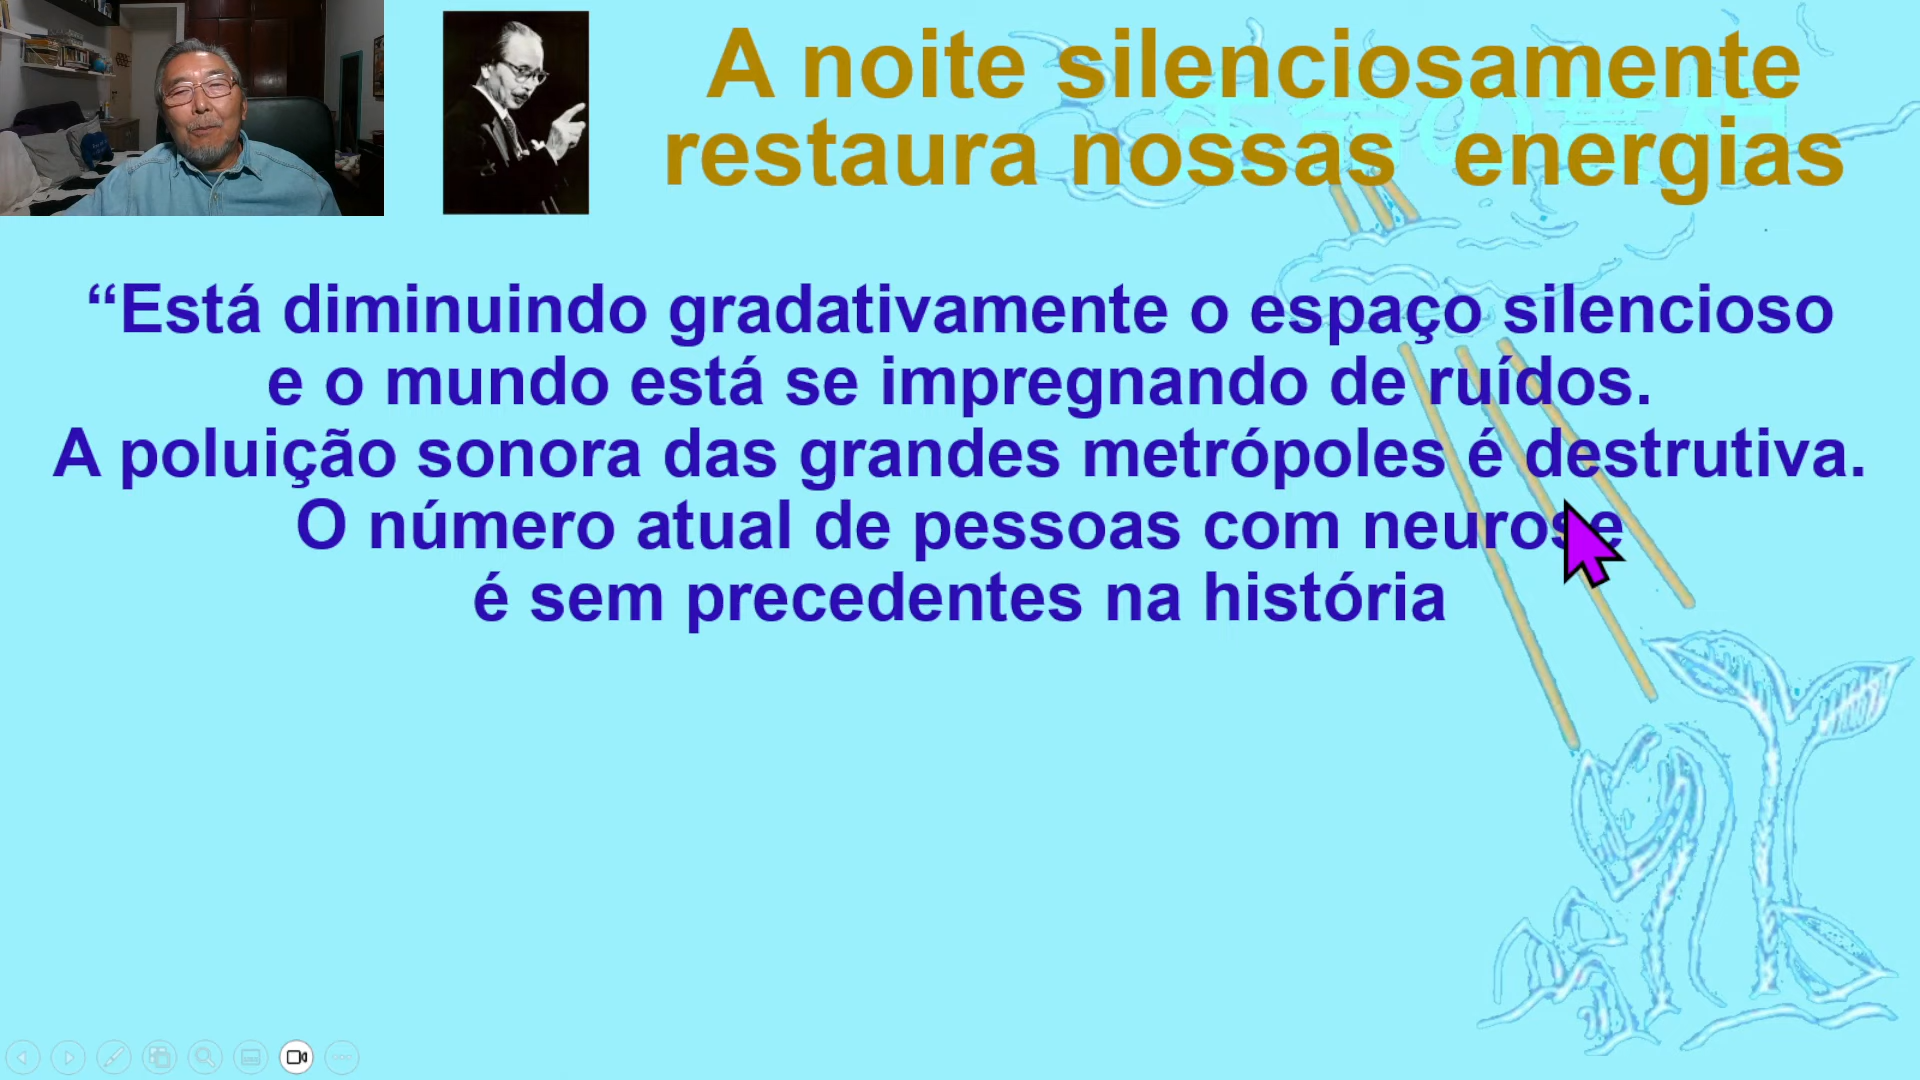 A noite silenciosamente
restaura nossas energias
“Está diminuindo gradativamente o espaço silencioso
e o mundo está se impregnando de ruídos.
A poluição sonora das grandes metrópoles é destrutiva.
O número atual de pessoas com neurose
é sem precedentes na história